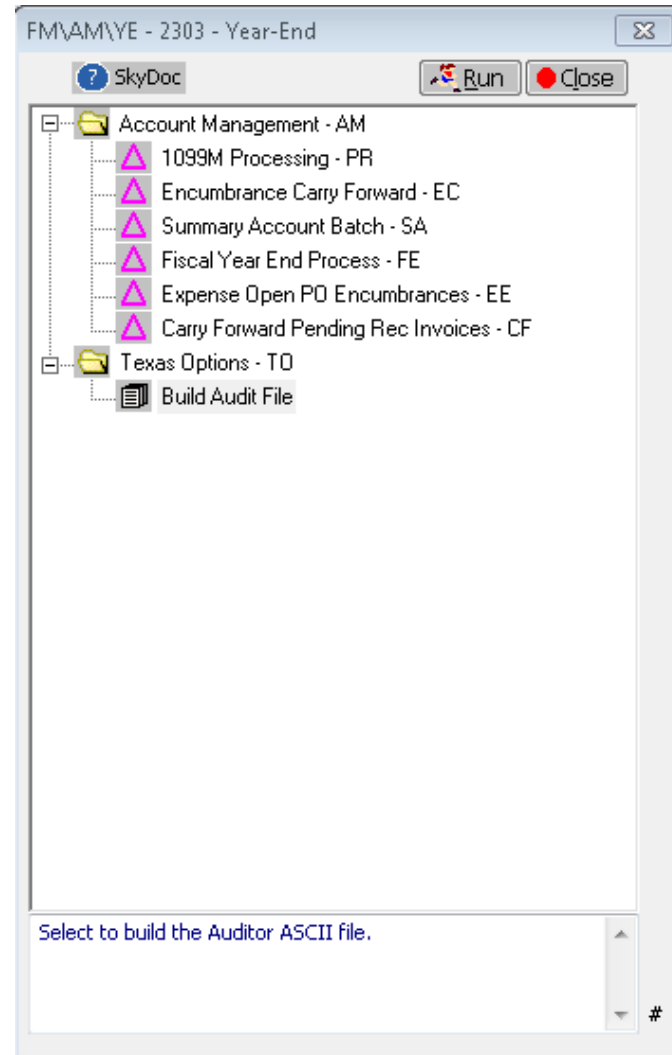 FM\AM\YE - 2303 - Year-End
? SkyDoc Run Close
Account Management - AM
1099M Processing - PR
Encumbrance Carry Forward - EC
Summary Account Batch - SA
Fiscal Year End Process - FE
Expense Open PO Encumbrances - EE
Carry Forward Pending Rec Invoices - CF
Texas Options - TO
Build Audit File
Select to build the Auditor ASCII file.
#